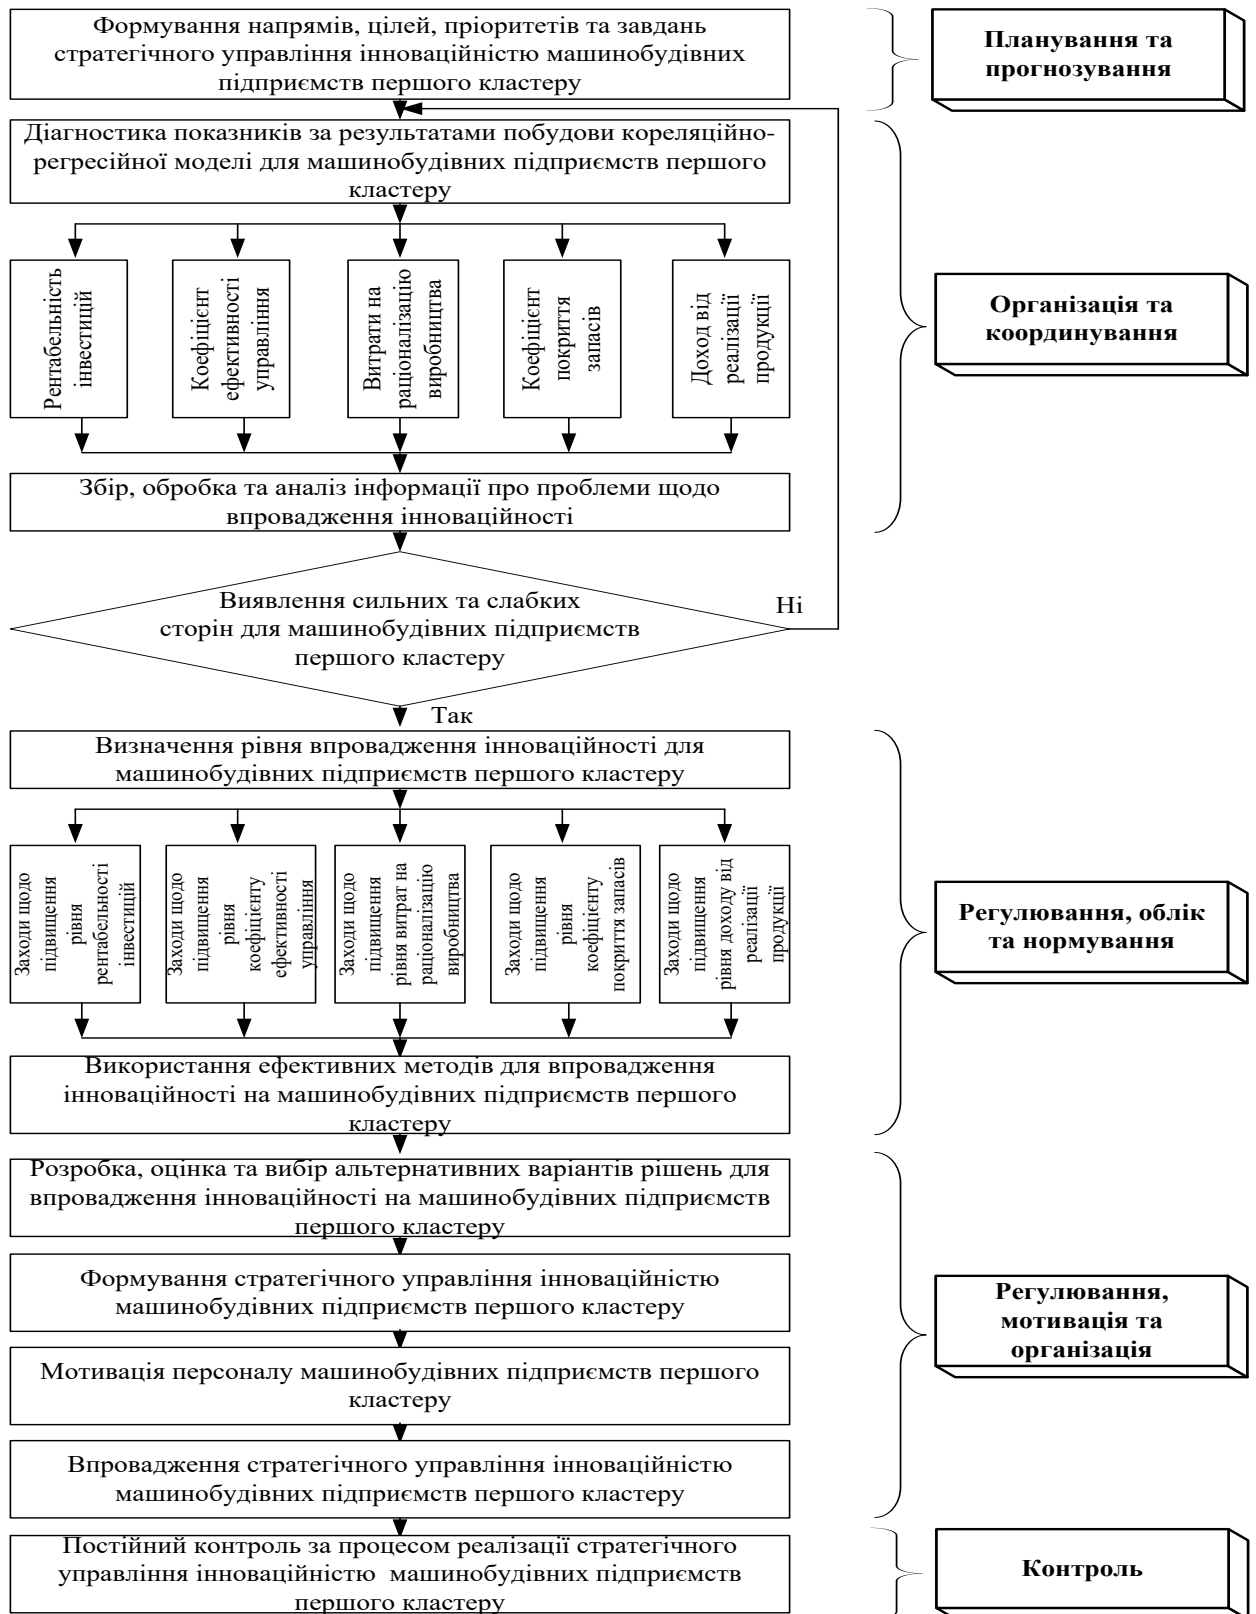 Формування напрямів, цілей, пріоритетів та завдань
стратегічного управління інноваційністю машинобудівних
підприємств першого кластеру
Планування та
прогнозування
Діагностика показників за результатами побудови кореляційно-
регресійної моделі для машинобудівних підприємств першого
кластеру
Рентабельність
інвестицій
Коефіцієнт
ефективності
управління
Витрати на
раціоналізацію
виробництва
Коефіцієнт
покриття
запасів
Доход від
реалізації
продукції
Організація та
координування
Збір, обробка та аналіз інформації про проблеми щодо
впровадження інноваційності
Виявлення сильних та слабких
сторін для машинобудівних підприємств
першого кластеру
Ні
Так
Визначення рівня впровадження інноваційності для
машинобудівних підприємств першого кластеру
Заходи щодо
підвищення
рівня
рентабельності
інвестицій
Заходи щодо
підвищення
рівня
коефіцієнту
ефективності
управління
Заходи щодо
підвищення
рівня витрат на
раціоналізацію
виробництва
Заходи щодо
підвищення
рівня
коефіцієнту
покриття запасів
Заходи щодо
підвищення
рівня доходу від
реалізації
продукції
Регулювання, облік
та нормування
Використання ефективних методів для впровадження
інноваційності на машинобудівних підприємств першого
кластеру
Розробка, оцінка та вибір альтернативних варіантів рішень для
впровадження інноваційності на машинобудівних підприємств
першого кластеру
Формування стратегічного управління інноваційністю
машинобудівних підприємств першого кластеру
Регулювання,
мотивація та
організація
Мотивація персоналу машинобудівних підприємств першого
кластеру
Впровадження стратегічного управління інноваційністю
машинобудівних підприємств першого кластеру
Постійний контроль за процесом реалізації стратегічного
управління інноваційністю машинобудівних підприємств
першого кластеру
Контроль